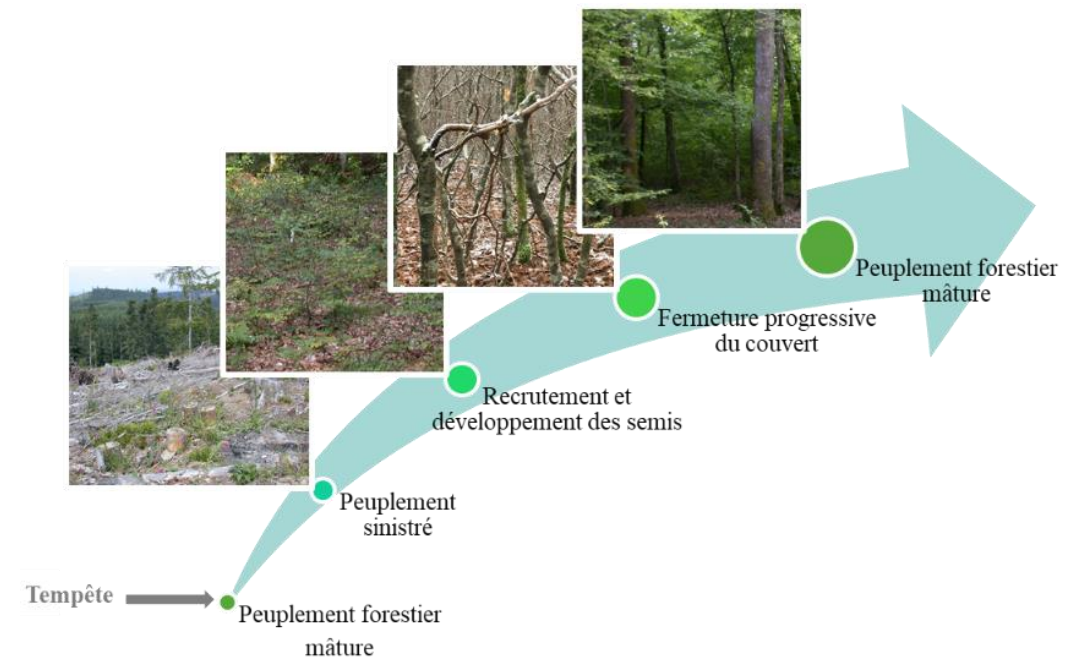 Peuplement forestier
mâture
Fermeture progressive
du couvert
Recrutement et
développement des semis
Peuplement
sinistré
Tempête
Peuplement forestier
mâture